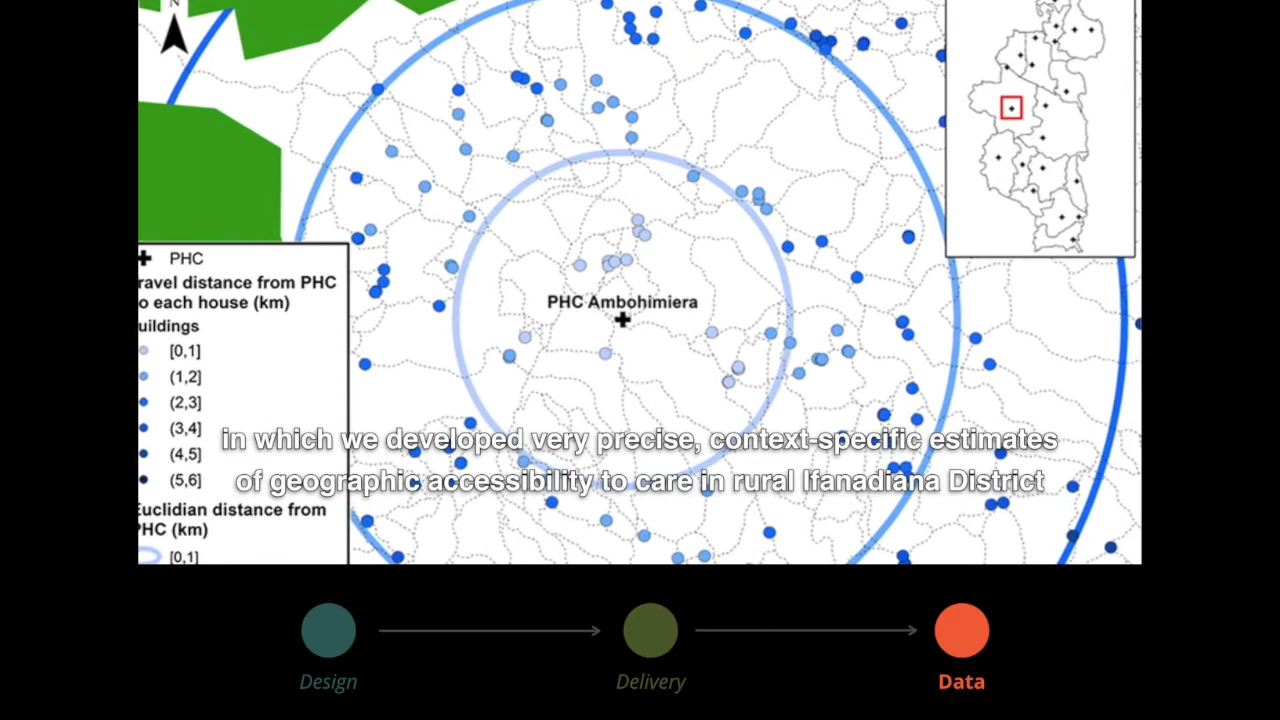 N
PHC Ambohimiera
PHC
ravel distance from PHC
o each house (km)
uildings
[0,1]
(1,2]
(2,3]
(3,4]
(4,5]
(5,6]
Euclidian distance from
PHC (km)
[0,1]
in which we developed very precise, context-specific estimates
of geographic accessibility to care in rural Ifanadiana District
Design
Delivery
Data